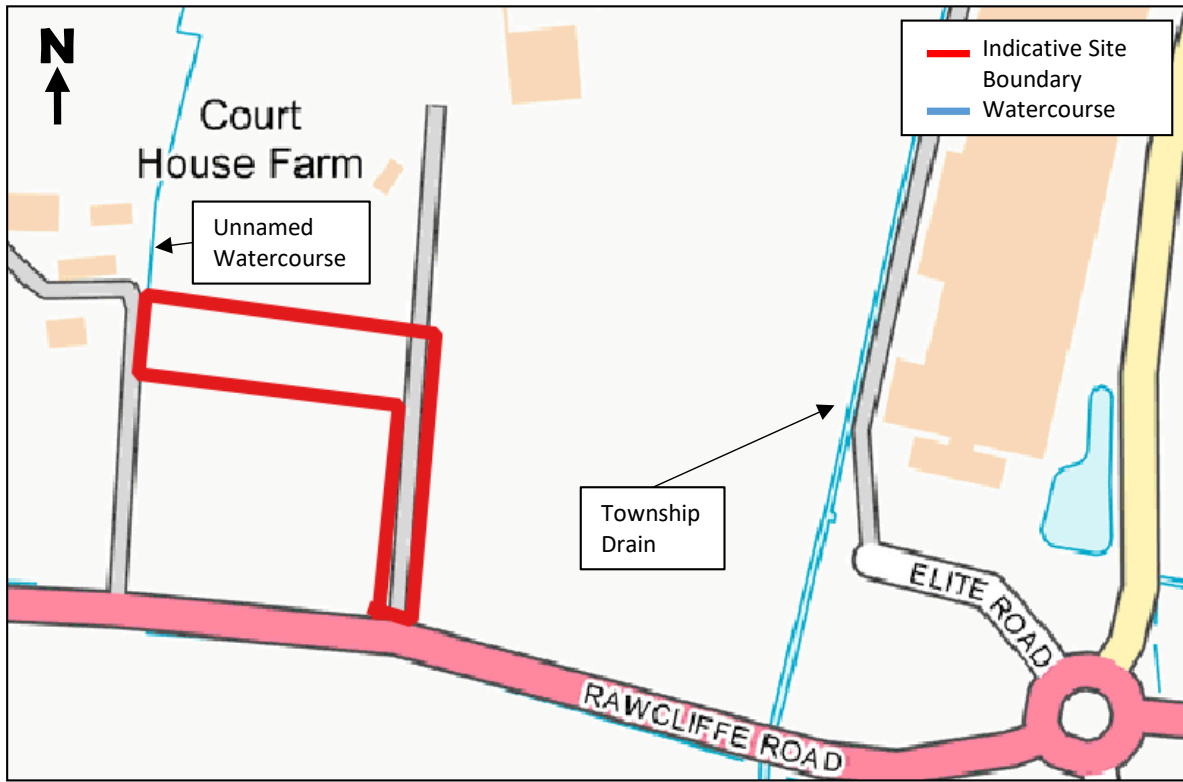 N
Indicative Site
Boundary
Watercourse
Court
House Farm
Unnamed
Watercourse
Township
Drain
ELITE ROAD
RAWCLIFFE ROAD